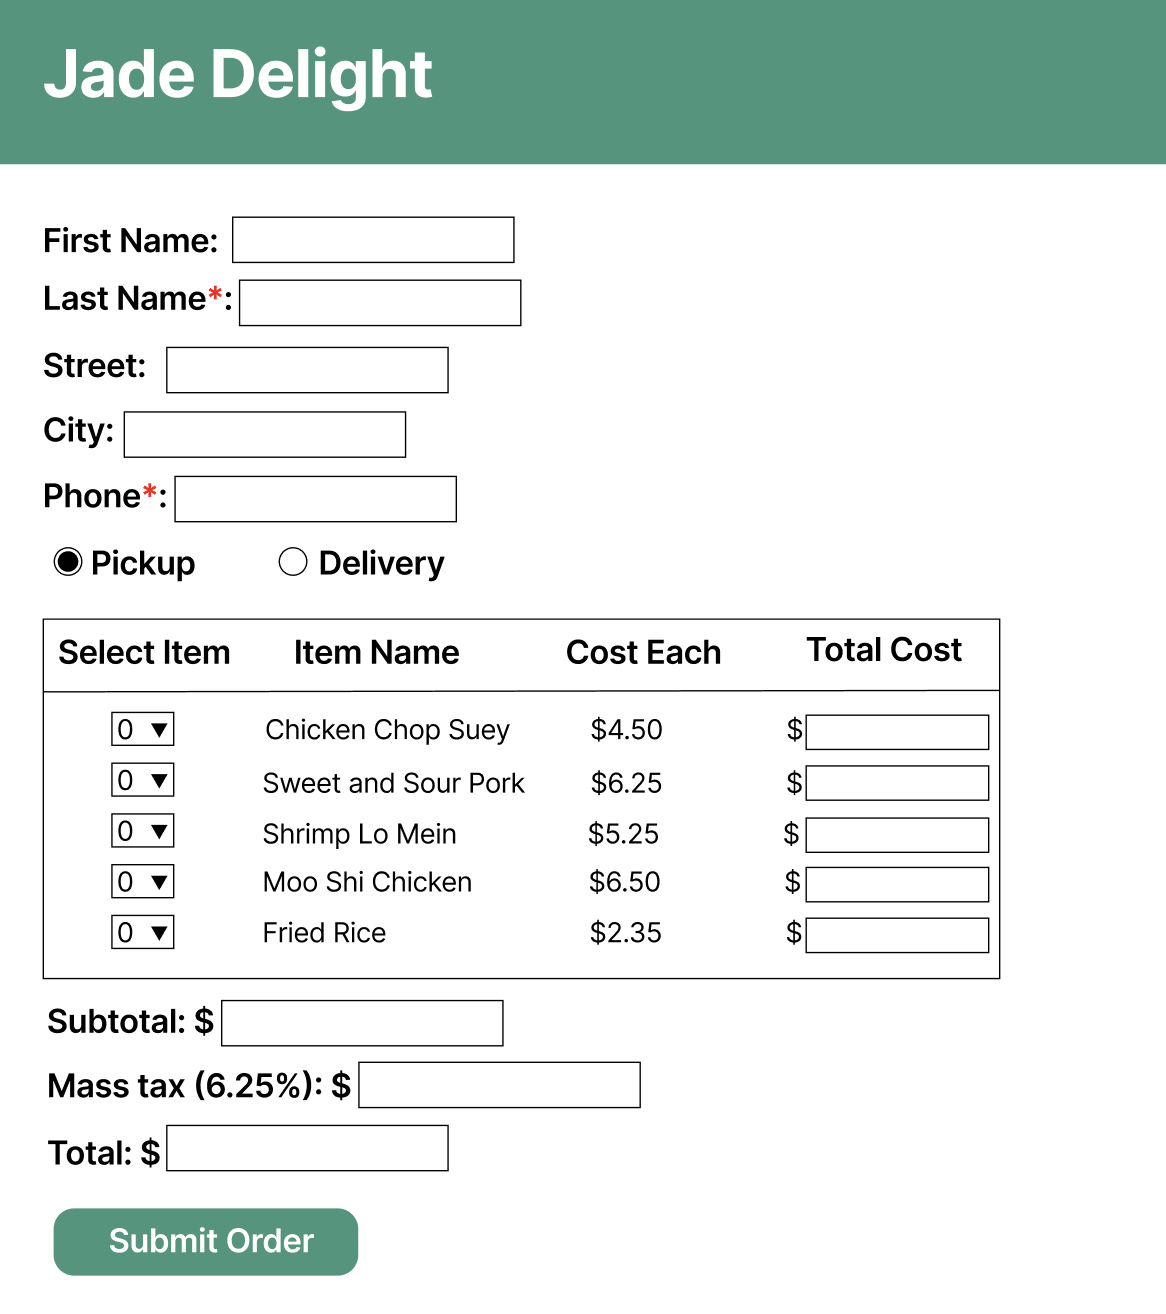 Jade Delight
First Name:
Last Name*:
Street:
City:
Phone*:
Pickup Delivery
Select Item Item Name Cost Each Total Cost
0 ▼ Chicken Chop Suey $4.50 $
0 ▼ Sweet and Sour Pork $6.25 $
0 ▼ Shrimp Lo Mein $5.25 $
0 ▼ Moo Shi Chicken $6.50 $
0 ▼ Fried Rice $2.35 $
Subtotal: $
Mass tax (6.25%): $
Total: $
Submit Order